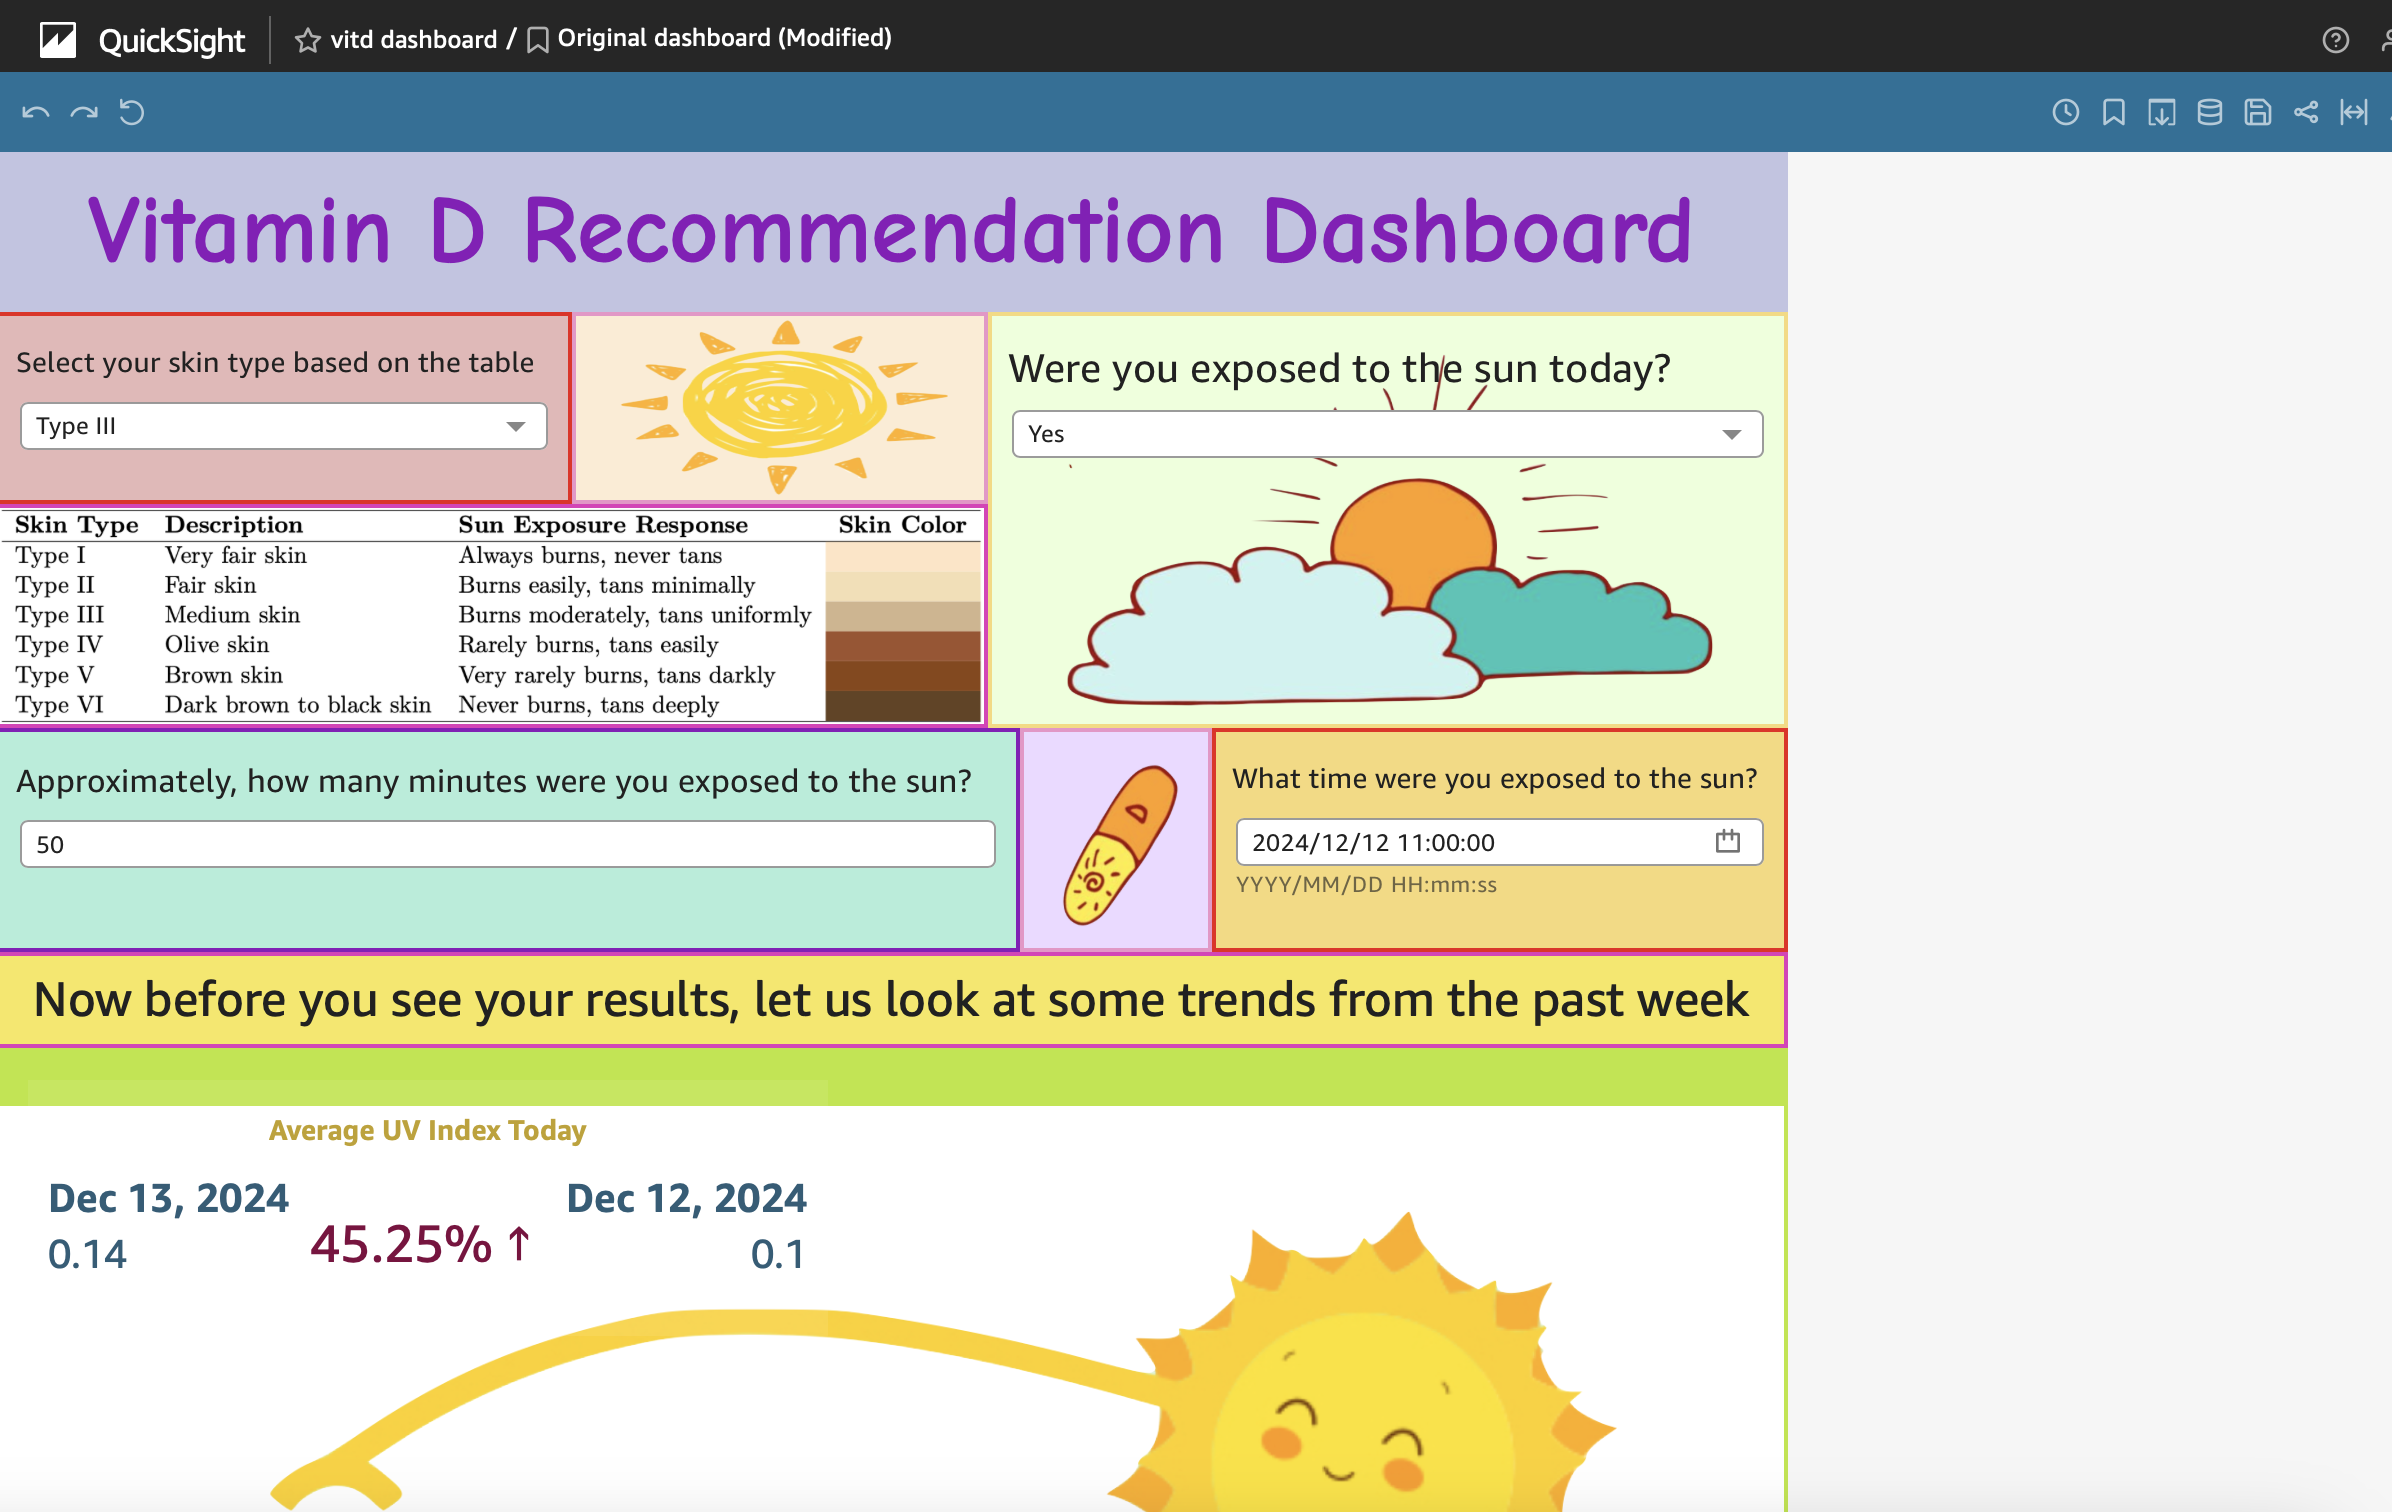 QuickSight
vitd dashboard / Original dashboard (Modified)
Vitamin D Recommendation Dashboard
Select your skin type based on the table
Type III
Were you exposed to the sun today?
Yes
Skin Type Description Sun Exposure Response Skin Color
Type I Very fair skin Always burns, never tans
Type II Fair skin Burns easily, tans minimally
Type III Medium skin Burns moderately, tans uniformly
Type IV Olive skin Rarely burns, tans easily
Type V Brown skin Very rarely burns, tans darkly
Type VI Dark brown to black skin Never burns, tans deeply
Approximately, how many minutes were you exposed to the sun?
50
D
What time were you exposed to the sun?
2024/12/12 11:00:00
YYYY/MM/DD HH:mm:ss
Now before you see your results, let us look at some trends from the past week
Average UV Index Today
Dec 13, 2024 Dec 12, 2024
0.14 45.25% ↑ 0.1